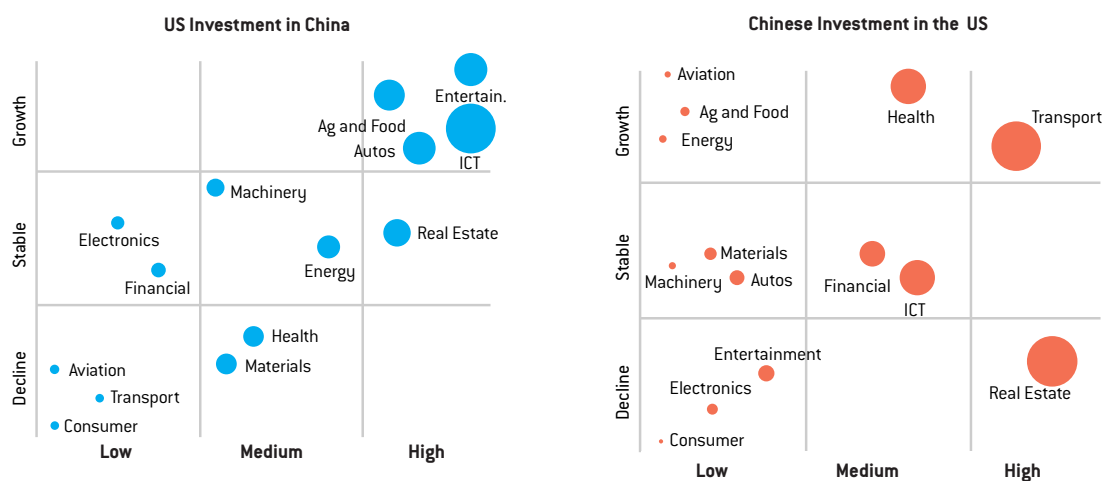 US Investment in China
Growth
Stable
Decline
Entertain.
Ag and Food
Autos
ICT
Machinery
Electronics
Real Estate
Energy
Financial
Health
Materials
Aviation
Transport
Consumer
Low
Medium
High
Chinese Investment in the US
Growth
Stable
Decline
Aviation
Ag and Food
Health
Transport
Energy
Materials
Machinery
Autos
Financial
ICT
Entertainment
Electronics
Real Estate
Consumer
Low
Medium
High